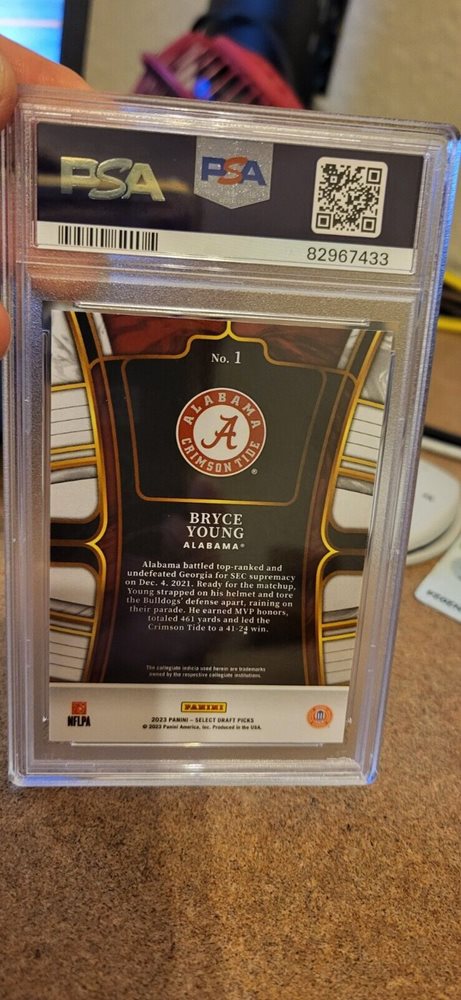 PSA PSA
82967433
No. 1
ALABAMA
A
CRIMSON TIDE
®
BRYCE
YOUNG
ALABAMA®
Alabama battled top-ranked and
undefeated Georgia for SEC supremacy
on Dec. 4, 2021. Ready for the matchup,
Young strapped on his helmet and tore
the Bulldogs' defense apart, raining on
their parade. He earned MVP honors,
totaled 461 yards and led the
Crimson Tide to a 41-24 win.
The collegiate indicia used herein are trademarks
owned by the respective collegiate institutions.
NFLPA
PANINI
2023 PANINI – SELECT DRAFT PICKS
© 2023 Panini America, Inc. Produced in the USA.